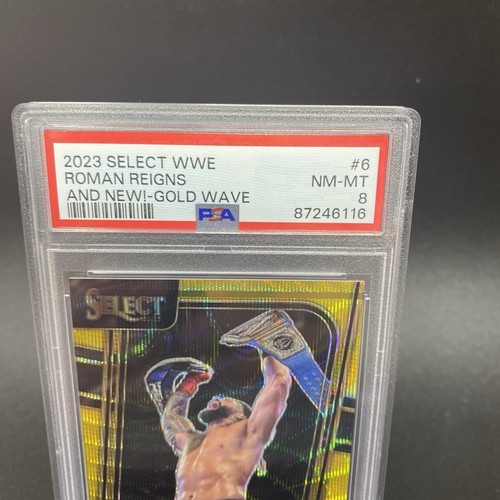 2023 SELECT WWE #6
ROMAN REIGNS NM-MT
AND NEW!-GOLD WAVE 8
PSA 87246116
SELECT